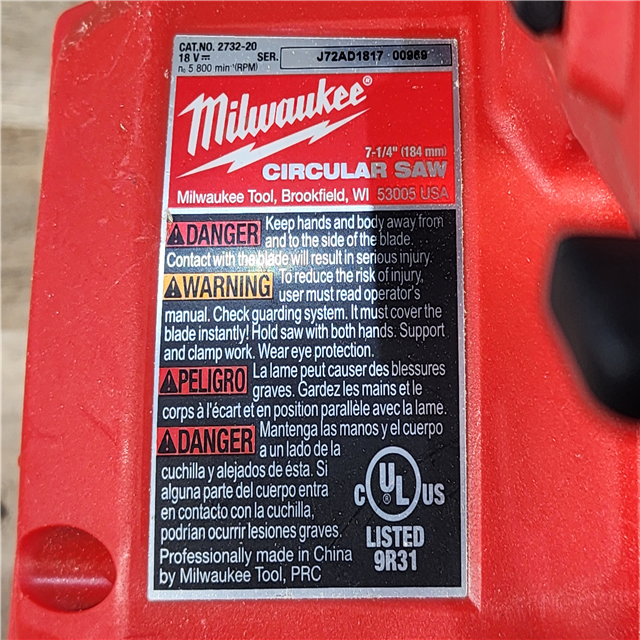 CAT.NO. 2732-20
18 V⎓ SER. J72AD1817 00969
n₀ 5 800 min⁻¹(RPM)
Milwaukee®
7-1/4" (184 mm)
CIRCULAR SAW
Milwaukee Tool, Brookfield, WI 53005 USA
DANGER Keep hands and body away from
and to the side of the blade.
Contact with the blade will result in serious injury.
WARNING To reduce the risk of injury,
user must read operator's
manual. Check guarding system. It must cover the
blade instantly! Hold saw with both hands. Support
and clamp work. Wear eye protection.
PELIGRO La lame peut causer des blessures
graves. Gardez les mains et le
corps à l'écart et en position parallèle avec la lame.
DANGER Mantenga las manos y el cuerpo
a un lado de la
cuchilla y alejados de ésta. Si
alguna parte del cuerpo entra
en contacto con la cuchilla,
podrían ocurrir lesiones graves.
Professionally made in China
by Milwaukee Tool, PRC
C UL US
®
LISTED
9R31